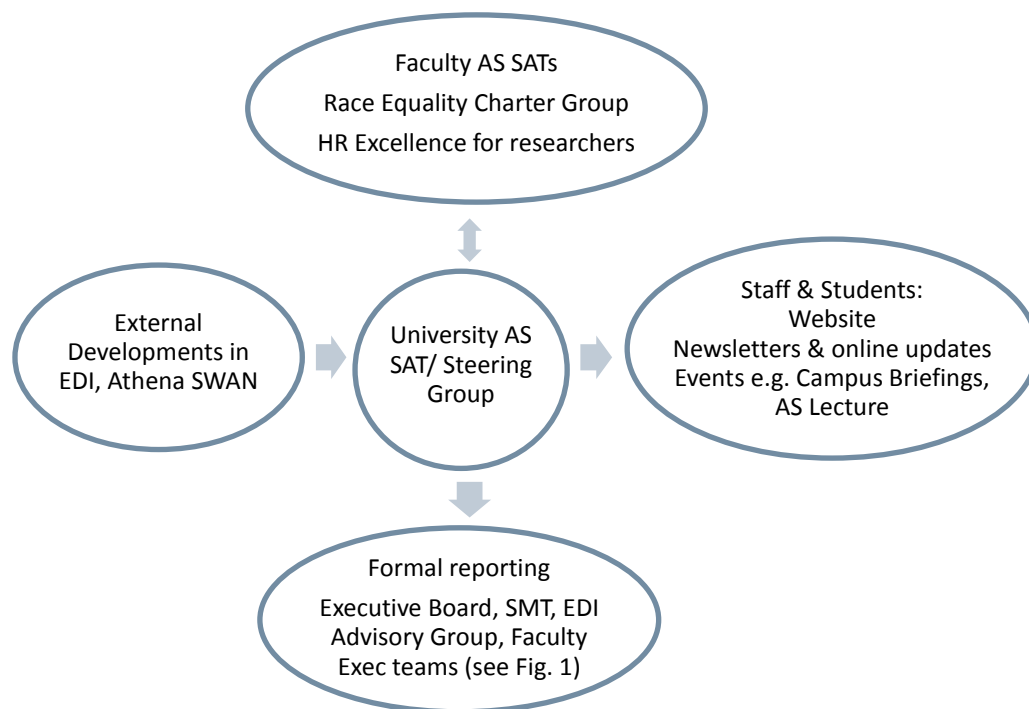 Faculty AS SATs
Race Equality Charter Group
HR Excellence for researchers
External
Developments in
EDI, Athena SWAN
University AS
SAT/ Steering
Group
Staff & Students:
Website
Newsletters & online updates
Events e.g. Campus Briefings,
AS Lecture
Formal reporting
Executive Board, SMT, EDI
Advisory Group, Faculty
Exec teams (see Fig. 1)